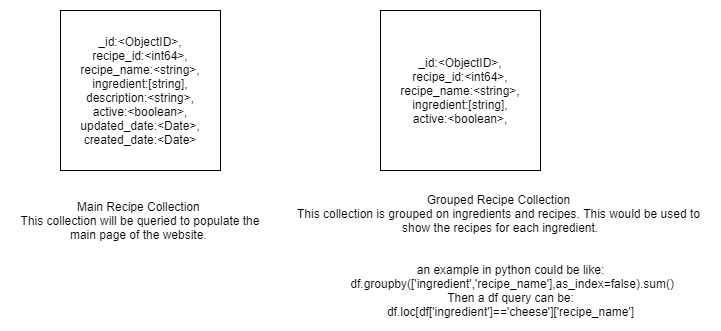 _id:<ObjectID>,
recipe_id:<int64>,
recipe_name:<string>,
ingredient:[string],
description:<string>,
active:<boolean>,
updated_date:<Date>,
created_date:<Date>
Main Recipe Collection
This collection will be queried to populate the
main page of the website.
_id:<ObjectID>,
recipe_id:<int64>,
recipe_name:<string>,
ingredient:[string],
active:<boolean>,
Grouped Recipe Collection
This collection is grouped on ingredients and recipes. This would be used to
show the recipes for each ingredient.
an example in python could be like:
df.groupby(['ingredient','recipe_name'],as_index=false).sum()
Then a df query can be:
df.loc[df['ingredient']=='cheese']['recipe_name']